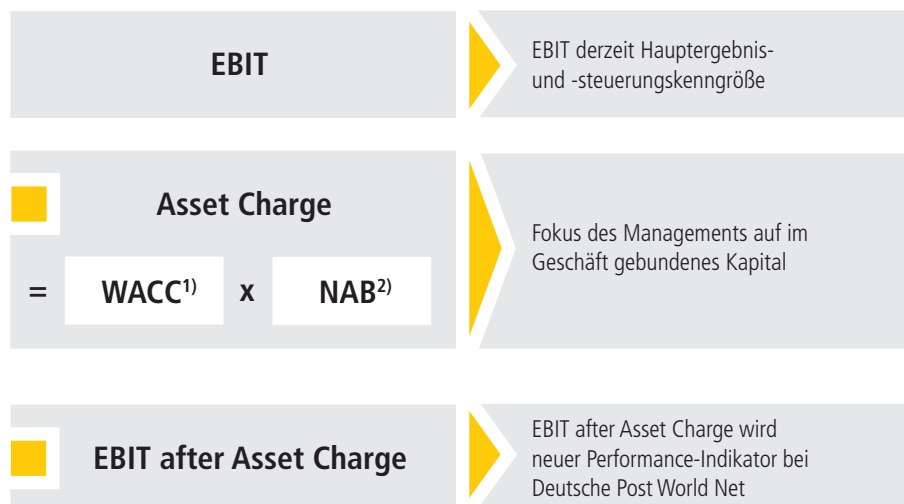 EBIT
EBIT derzeit Hauptergebnis-
und -steuerungskenngröße
Asset Charge
= WACC1) x NAB2)
Fokus des Managements auf im
Geschäft gebundenes Kapital
EBIT after Asset Charge
EBIT after Asset Charge wird
neuer Performance-Indikator bei
Deutsche Post World Net